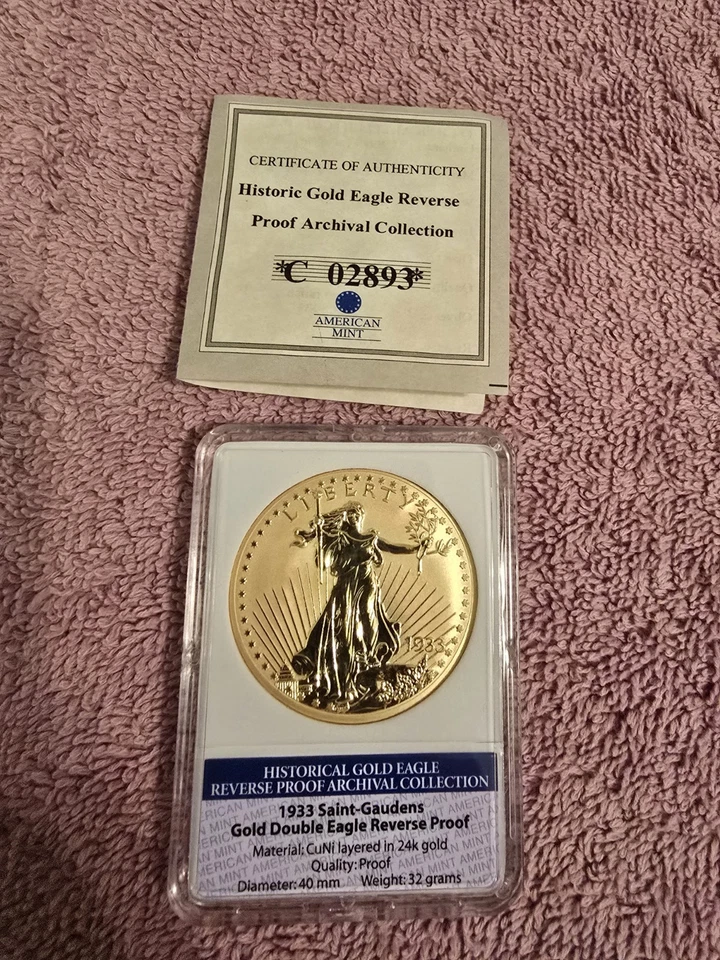 CERTIFICATE OF AUTHENTICITY
Historic Gold Eagle Reverse
Proof Archival Collection
*C 02893*
AMERICAN
MINT
LIBERTY
1933
HISTORICAL GOLD EAGLE
REVERSE PROOF ARCHIVAL COLLECTION
1933 Saint-Gaudens
Gold Double Eagle Reverse Proof
Material: CuNi layered in 24k gold
Quality: Proof
Diameter: 40 mm Weight: 32 grams